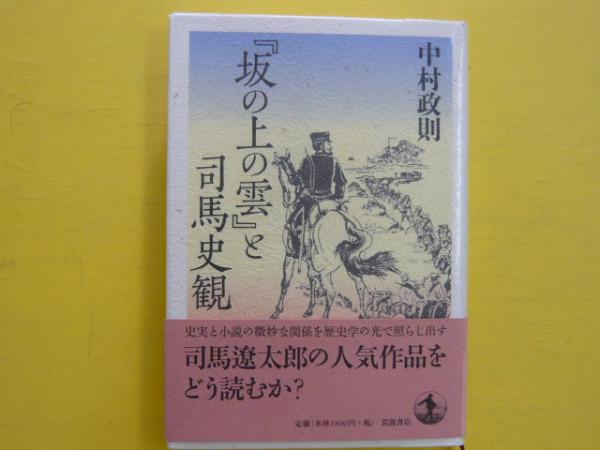 中村政則
『坂の上の雲』と
司馬史観
史実と小説の微妙な関係を歴史学の光で照らし出す
司馬遼太郎の人気作品を
どう読むか?
定価(本体1800円+税) 岩波書店